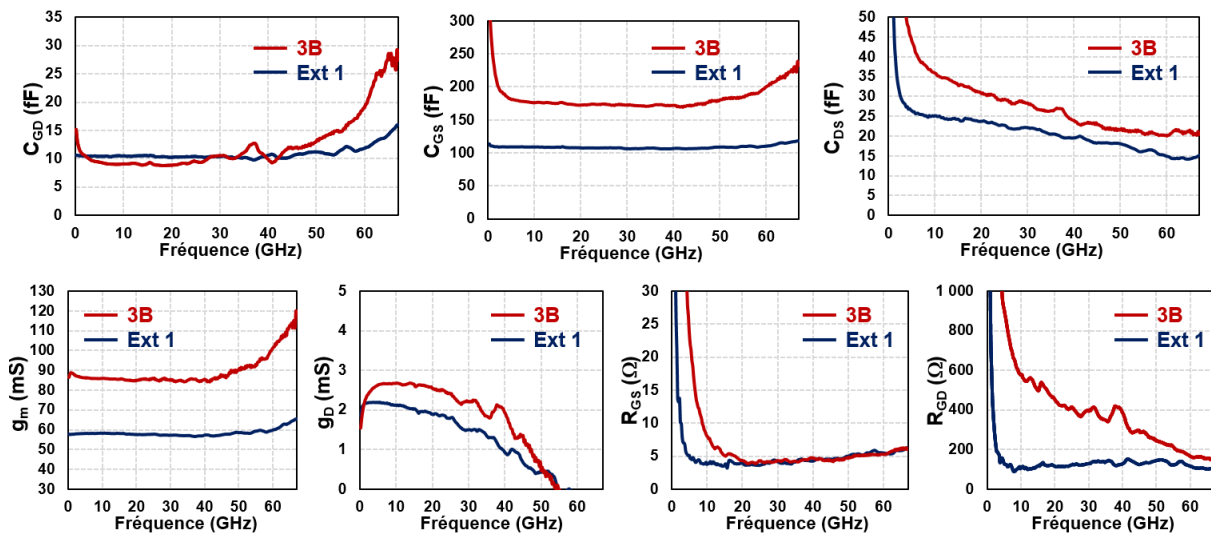 C_GD (fF)
35
30
25
20
15
10
5
0
3B
Ext 1
0 10 20 30 40 50 60
Fréquence (GHz)
C_GS (fF)
300
250
200
150
100
50
0
3B
Ext 1
0 10 20 30 40 50 60
Fréquence (GHz)
C_DS (fF)
50
45
40
35
30
25
20
15
10
5
0
3B
Ext 1
0 10 20 30 40 50 60
Fréquence (GHz)
g_m (mS)
130
120
110
100
90
80
70
60
50
40
30
3B
Ext 1
0 10 20 30 40 50 60
Fréquence (GHz)
g_D (mS)
5
4
3
2
1
0
3B
Ext 1
0 10 20 30 40 50 60 70
Fréquence (GHz)
R_GS (Ω)
30
25
20
15
10
5
0
3B
Ext 1
0 10 20 30 40 50 60
Fréquence (GHz)
R_GD (Ω)
1 000
800
600
400
200
0
3B
Ext 1
0 10 20 30 40 50 60
Fréquence (GHz)